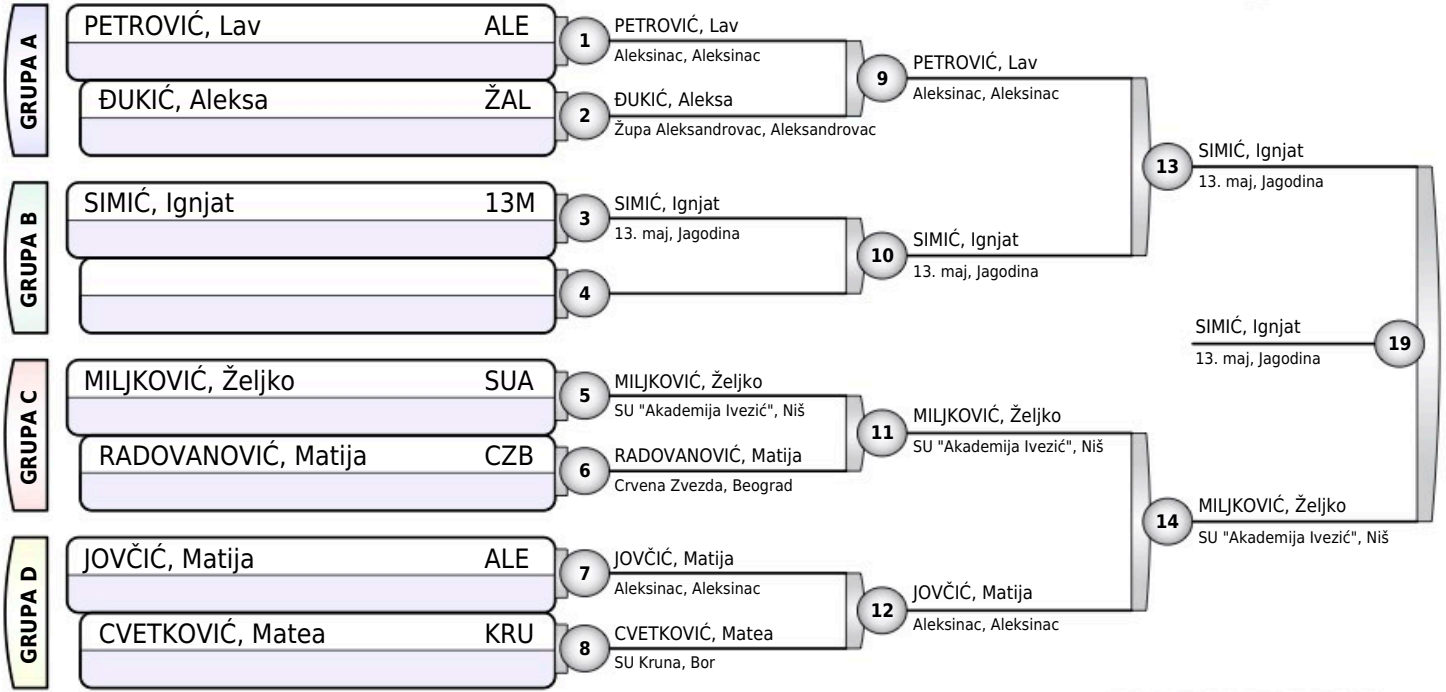 GRUPA A
PETROVIĆ, Lav ALE
ĐUKIĆ, Aleksa ŽAL
1
PETROVIĆ, Lav
Aleksinac, Aleksinac
2
ĐUKIĆ, Aleksa
Župa Aleksandrovac, Aleksandrovac
9
PETROVIĆ, Lav
Aleksinac, Aleksinac
GRUPA B
SIMIĆ, Ignjat 13M
3
SIMIĆ, Ignjat
13. maj, Jagodina
4
10
SIMIĆ, Ignjat
13. maj, Jagodina
13
SIMIĆ, Ignjat
13. maj, Jagodina
GRUPA C
MILJKOVIĆ, Željko SUA
RADOVANOVIĆ, Matija CZB
5
MILJKOVIĆ, Željko
SU "Akademija Ivezić", Niš
6
RADOVANOVIĆ, Matija
Crvena Zvezda, Beograd
11
MILJKOVIĆ, Željko
SU "Akademija Ivezić", Niš
GRUPA D
JOVČIĆ, Matija ALE
CVETKOVIĆ, Matea KRU
7
JOVČIĆ, Matija
Aleksinac, Aleksinac
8
CVETKOVIĆ, Matea
SU Kruna, Bor
12
JOVČIĆ, Matija
Aleksinac, Aleksinac
14
MILJKOVIĆ, Željko
SU "Akademija Ivezić", Niš
SIMIĆ, Ignjat
13. maj, Jagodina
19